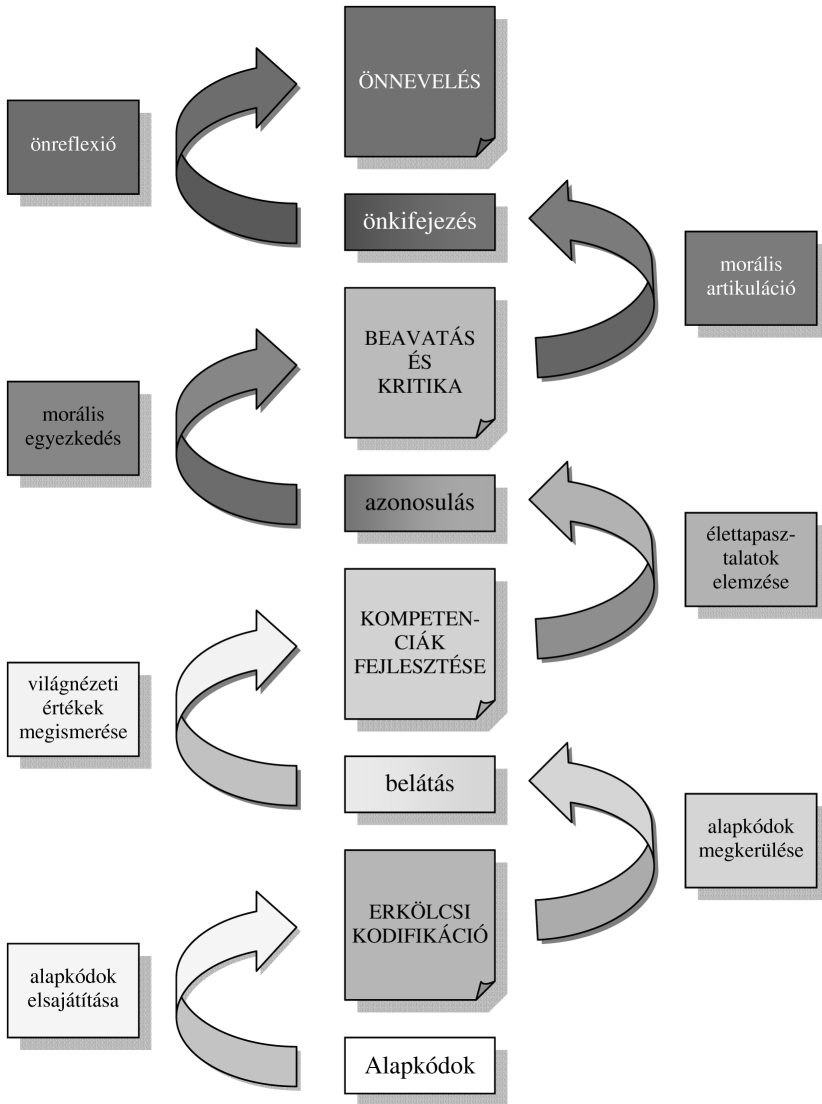 ÖNNEVELÉS
önreflexió
önkifejezés
morális
artikuláció
BEAVATÁS
ÉS
KRITIKA
morális
egyezkedés
azonosulás
élettapasz-
talatok
elemzése
KOMPETEN-
CIÁK
FEJLESZTÉSE
világnézeti
értékek
megismerése
belátás
alapkódok
megkerülése
ERKÖLCSI
KODIFIKÁCIÓ
alapkódok
elsajátítása
Alapkódok